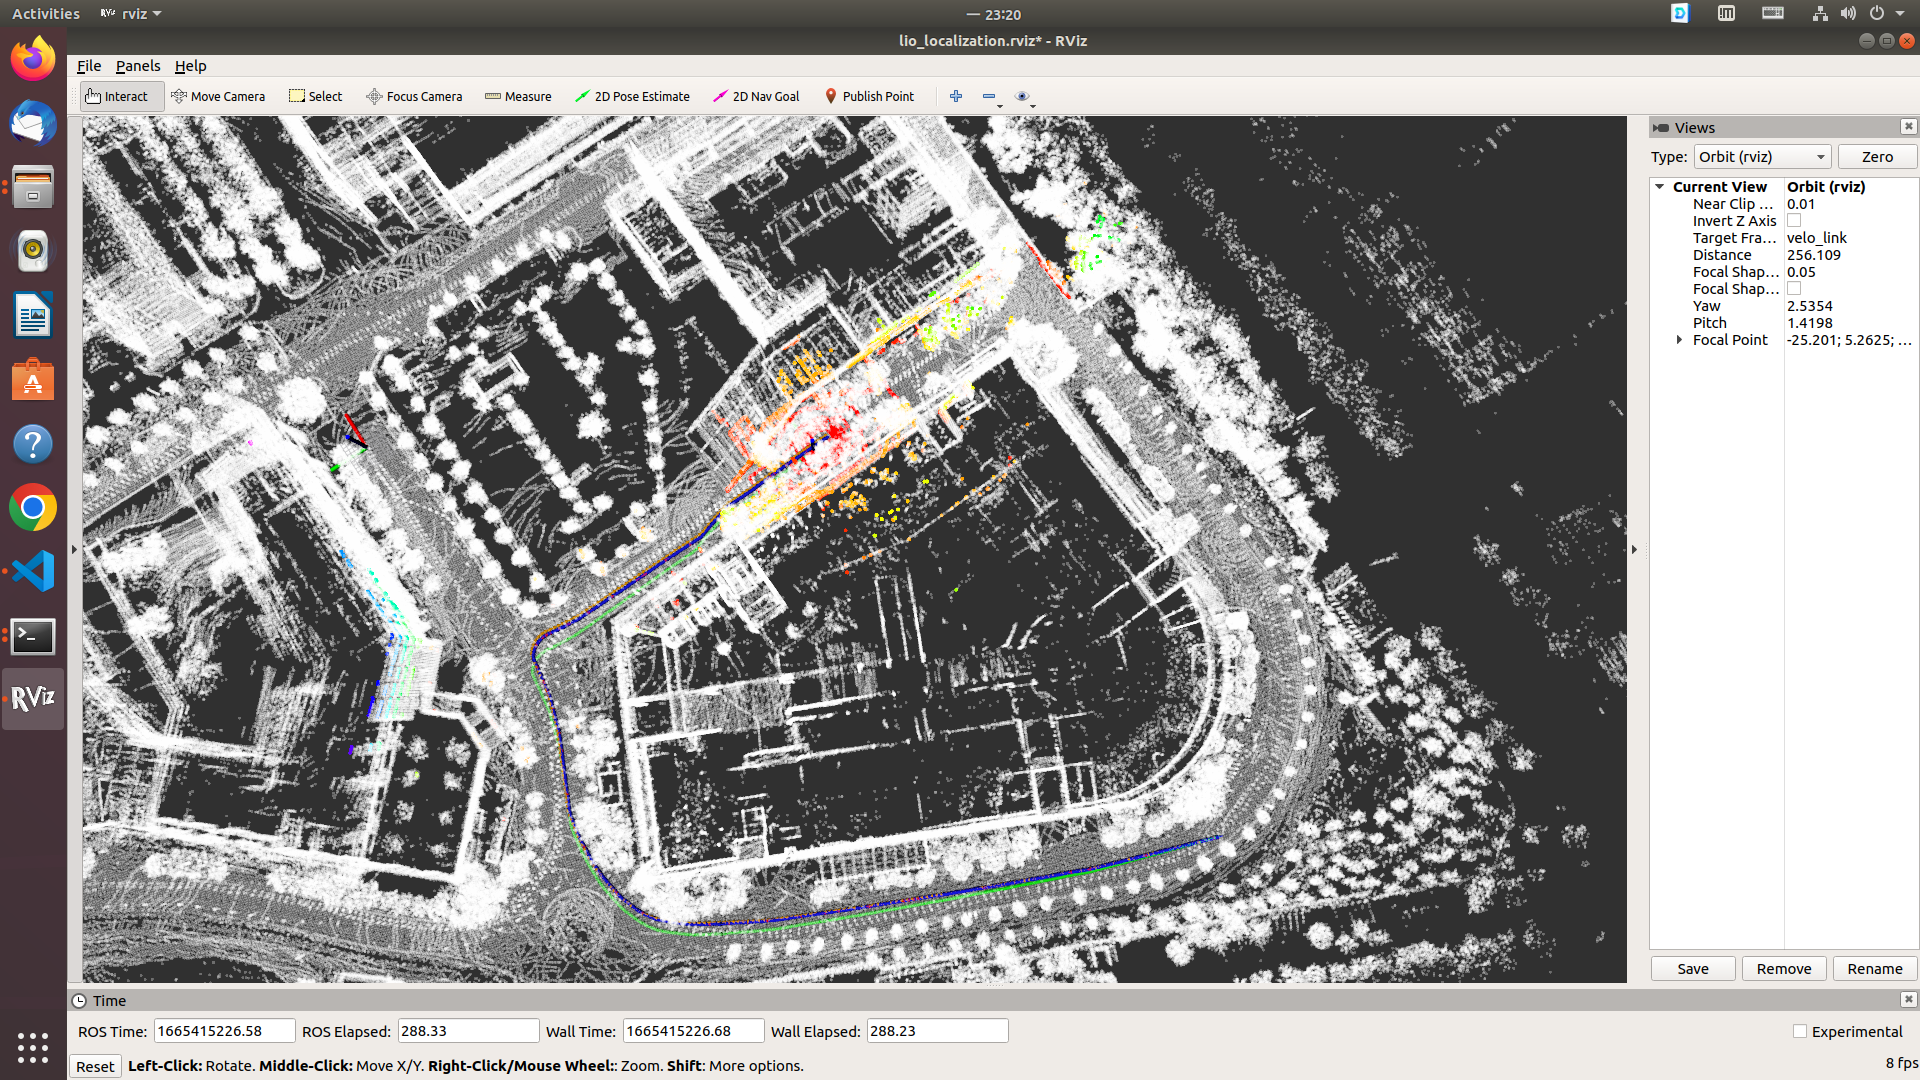 Activities
RViz
rviz
23:20
lio_localization.rviz* - RViz
File Panels Help
Interact
Move Camera
Select
Focus Camera
Measure
2D Pose Estimate
2D Nav Goal
Publish Point
Views
Type: Orbit (rviz) Zero
Current View Orbit (rviz)
Near Clip ... 0.01
Invert Z Axis
Target Fra... velo_link
Distance 256.109
Focal Shap... 0.05
Focal Shap...
Yaw 2.5354
Pitch 1.4198
Focal Point -25.201; 5.2625; ...
RViz
Save Remove Rename
Time
ROS Time: 1665415226.58 ROS Elapsed: 288.33 Wall Time: 1665415226.68 Wall Elapsed: 288.23 Experimental
Reset Left-Click: Rotate. Middle-Click: Move X/Y. Right-Click/Mouse Wheel:: Zoom. Shift: More options. 8 fps